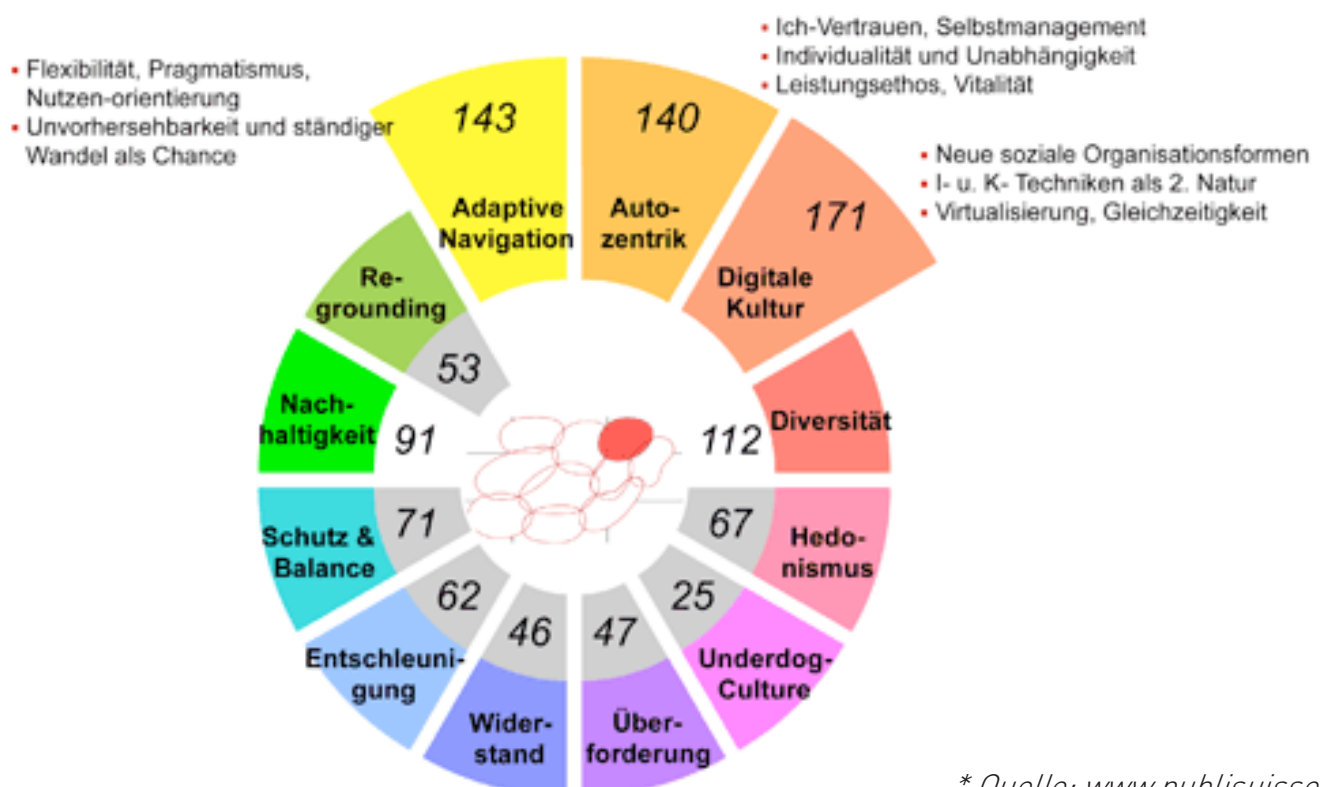 • Flexibilität, Pragmatismus,
Nutzen-orientierung
• Unvorhersehbarkeit und ständiger
Wandel als Chance
• Ich-Vertrauen, Selbstmanagement
• Individualität und Unabhängigkeit
• Leistungsethos, Vitalität
• Neue soziale Organisationsformen
• I- u. K- Techniken als 2. Natur
• Virtualisierung, Gleichzeitigkeit
143
Adaptive
Navigation
140
Auto-
zentrik
171
Digitale
Kultur
112
Diversität
67
Hedo-
nismus
25
Underdog-
Culture
47
Über-
forderung
46
Wider-
stand
62
Entschleuni-
gung
71
Schutz &
Balance
91
Nach-
haltigkeit
53
Re-
grounding
* Quelle: www.publisuisse